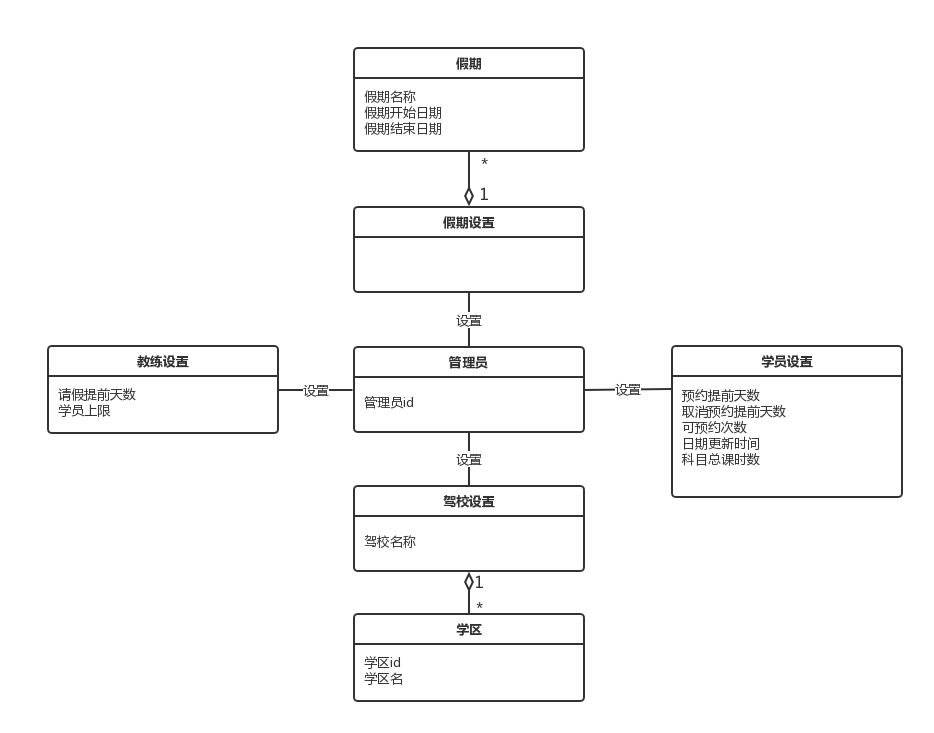 假期
假期名称
假期开始日期
假期结束日期
*
1
假期设置
设置
教练设置
请假提前天数
学员上限
设置
管理员
管理员id
设置
学员设置
预约提前天数
取消预约提前天数
可预约次数
日期更新时间
科目总课时数
设置
驾校设置
驾校名称
1
*
学区
学区id
学区名